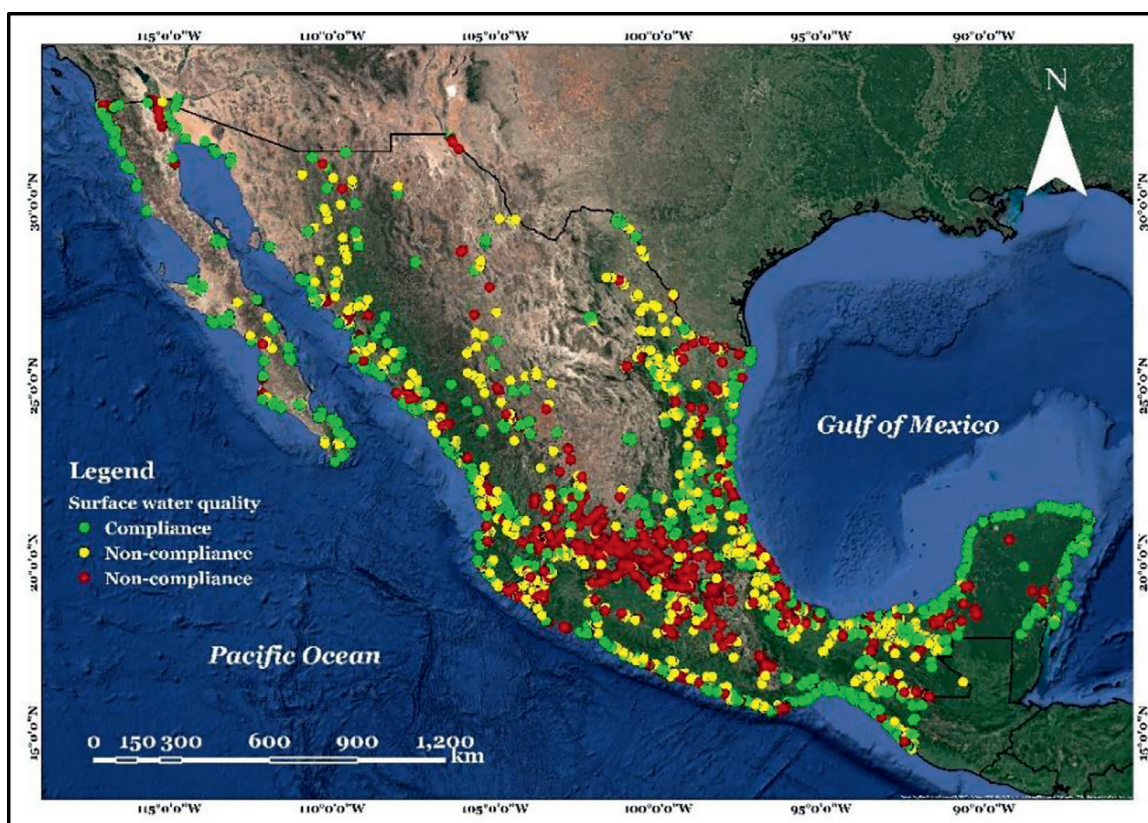 115°0'0"W 110°0'0"W 105°0'0"W 100°0'0"W 95°0'0"W 90°0'0"W
N
30°0'0"N 30°0'0"N
25°0'0"N 25°0'0"N
Gulf of Mexico
Legend
Surface water quality
Compliance
Non-compliance
Non-compliance
20°0'0"N 20°0'0"N
Pacific Ocean
15°0'0"N 15°0'0"N
0 150 300 600 900 1,200
km
115°0'0"W 110°0'0"W 105°0'0"W 100°0'0"W 95°0'0"W 90°0'0"W